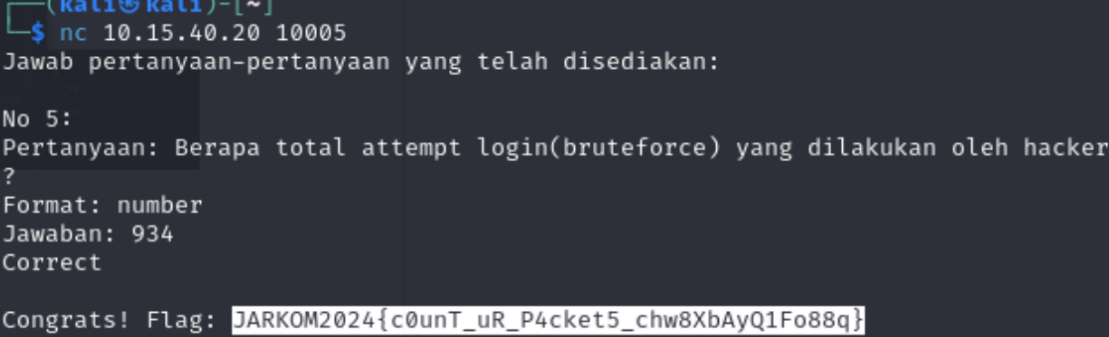 (kali㉿kali)-[~]
$ nc 10.15.40.20 10005
Jawab pertanyaan-pertanyaan yang telah disediakan:
No 5:
Pertanyaan: Berapa total attempt login(bruteforce) yang dilakukan oleh hacker
?
Format: number
Jawaban: 934
Correct
Congrats! Flag: JARKOM2024{c0unT_uR_P4cket5_chw8XbAyQ1Fo88q}